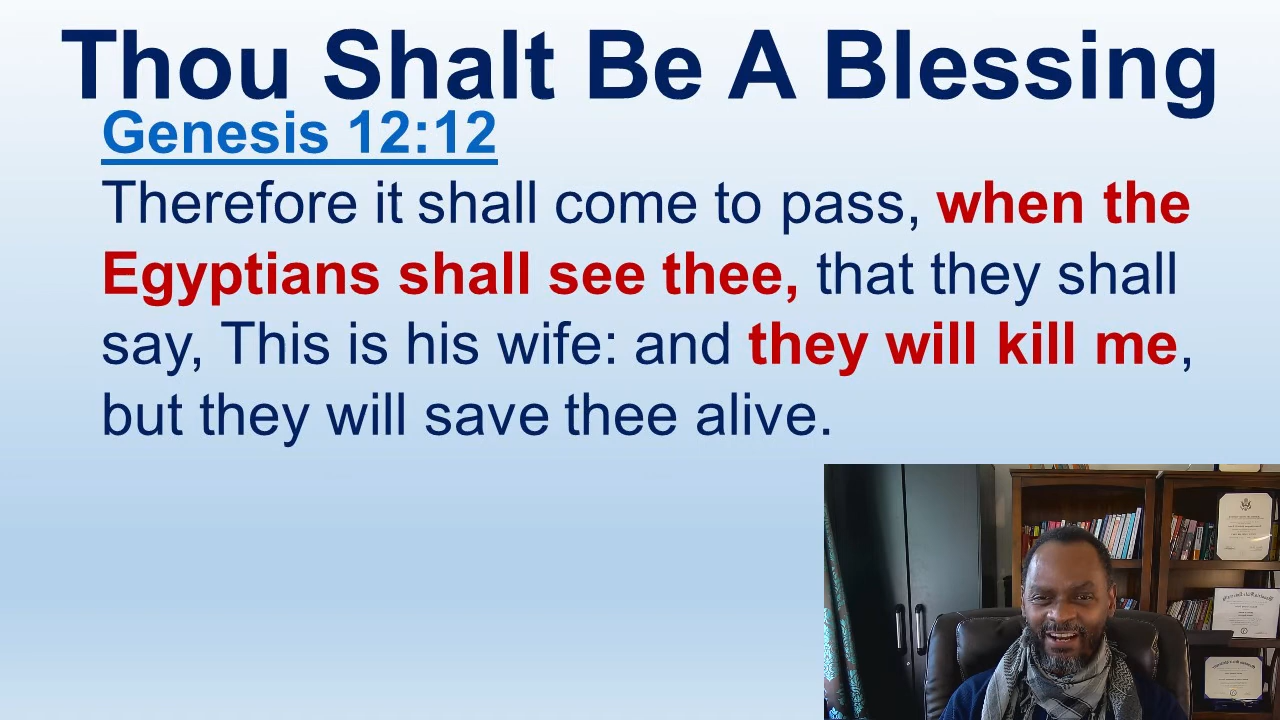 Thou Shalt Be A Blessing
Genesis 12:12
Therefore it shall come to pass, when the
Egyptians shall see thee, that they shall
say, This is his wife: and they will kill me,
but they will save thee alive.